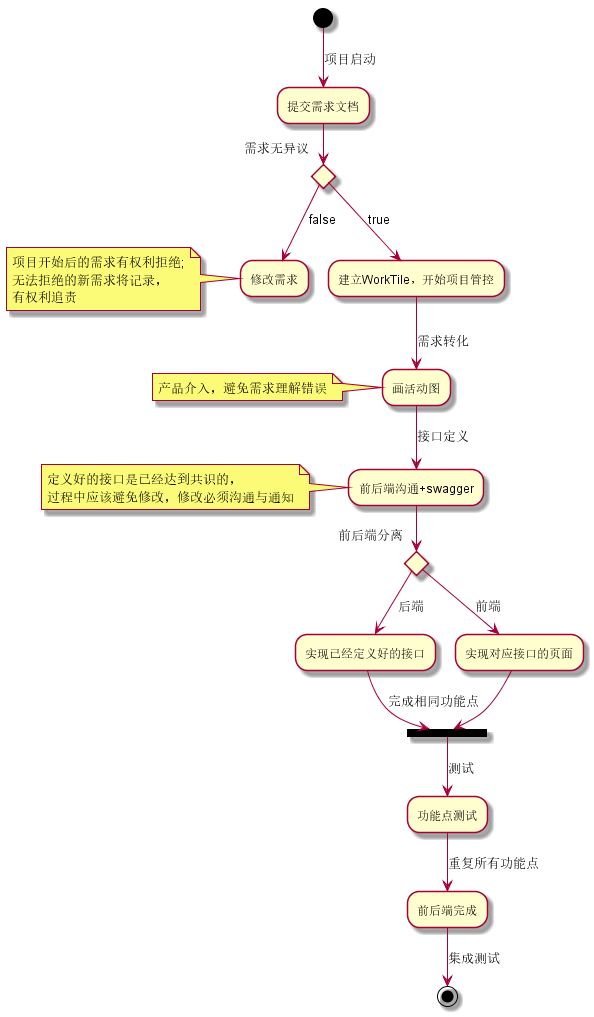 项目启动
提交需求文档
需求无异议
false
true
项目开始后的需求有权利拒绝;
无法拒绝的新需求将记录，
有权利追责
修改需求
建立WorkTile，开始项目管控
需求转化
产品介入，避免需求理解错误
画活动图
接口定义
定义好的接口是已经达到共识的，
过程中应该避免修改，修改必须沟通与通知
前后端沟通+swagger
前后端分离
后端
前端
实现已经定义好的接口
实现对应接口的页面
完成相同功能点
测试
功能点测试
重复所有功能点
前后端完成
集成测试